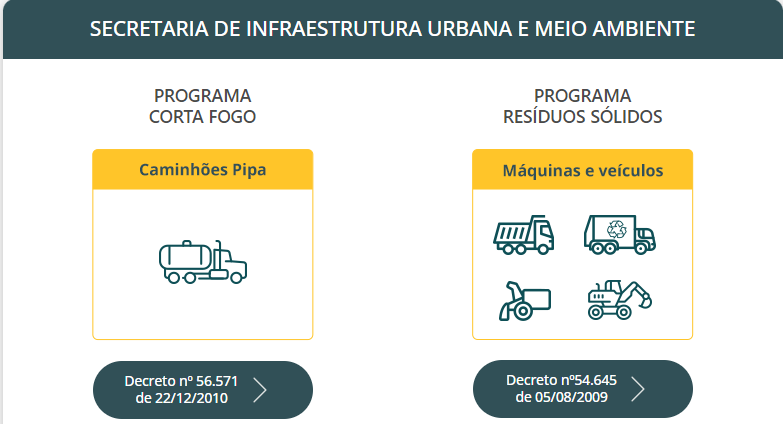 SECRETARIA DE INFRAESTRUTURA URBANA E MEIO AMBIENTE
PROGRAMA
CORTA FOGO
Caminhões Pipa
Decreto nº 56.571
de 22/12/2010
PROGRAMA
RESÍDUOS SÓLIDOS
Máquinas e veículos
Decreto nº54.645
de 05/08/2009